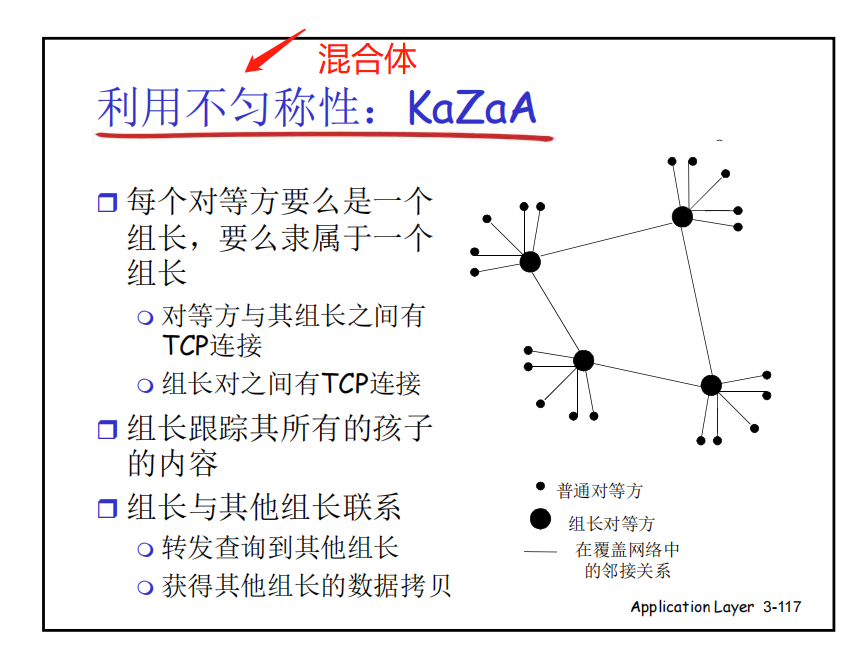 混合体
利用不匀称性：KaZaA
每个对等方要么是一个
组长，要么隶属于一个
组长
对等方与其组长之间有
TCP连接
组长对之间有TCP连接
组长跟踪其所有的孩子
的内容
组长与其他组长联系
转发查询到其他组长
获得其他组长的数据拷贝
普通对等方
组长对等方
在覆盖网络中
的邻接关系
Application Layer 3-117